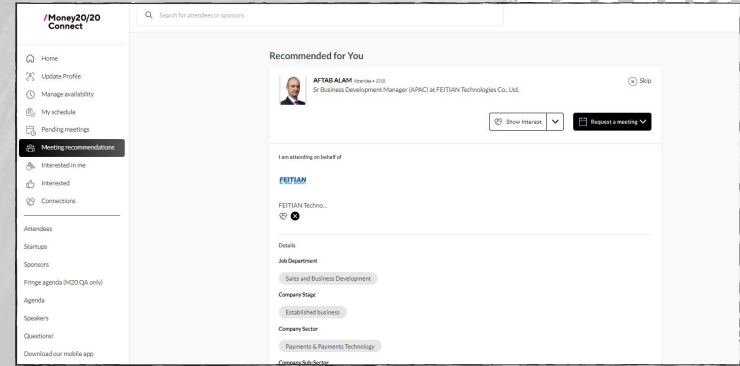 /Money20/20
Connect
Search for attendees or sponsors
Home
Update Profile
Manage availability
My schedule
Pending meetings
Meeting recommendations
Interested in me
Interested
Connections
Attendees
Startups
Sponsors
Fringe agenda (M20 QA only)
Agenda
Speakers
Questions!
Download our mobile app
Recommended for You
AFTAB ALAM Attendee • 1018
Sr Business Development Manager (APAC) at FEITIAN Technologies Co., Ltd,
Skip
Show Interest
Request a meeting
I am attending on behalf of
FEITIAN
FEITIAN Techno...
Details
Job Department
Sales and Business Development
Company Stage
Established business
Company Sector
Payments & Payments Technology
Company Sub-Sector